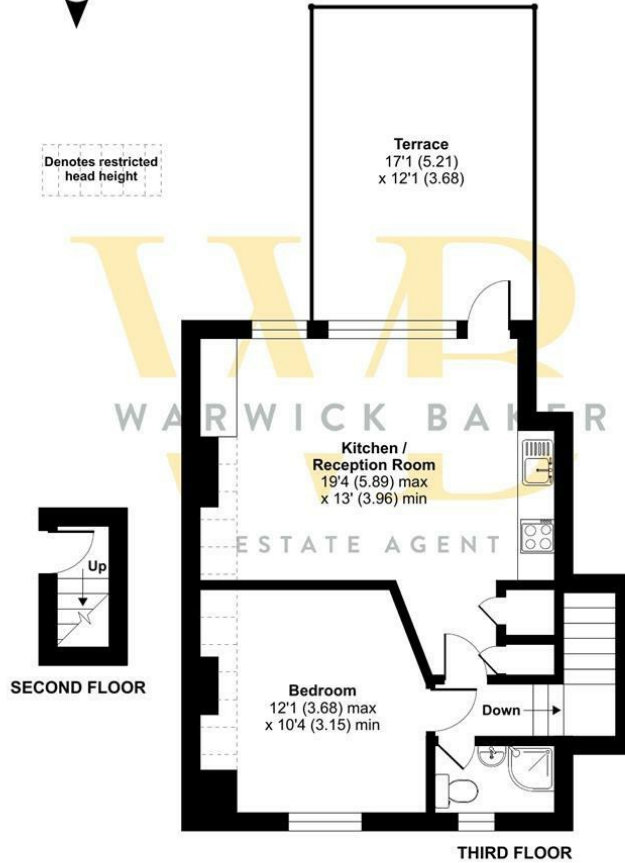 Denotes restricted
head height
Terrace
17'1 (5.21)
x 12'1 (3.68)
WB
WARWICK BAKER
Kitchen /
Reception Room
19'4 (5.89) max
x 13' (3.96) min
ESTATE AGENT
Up
SECOND FLOOR
Bedroom
12'1 (3.68) max
x 10'4 (3.15) min
Down
THIRD FLOOR